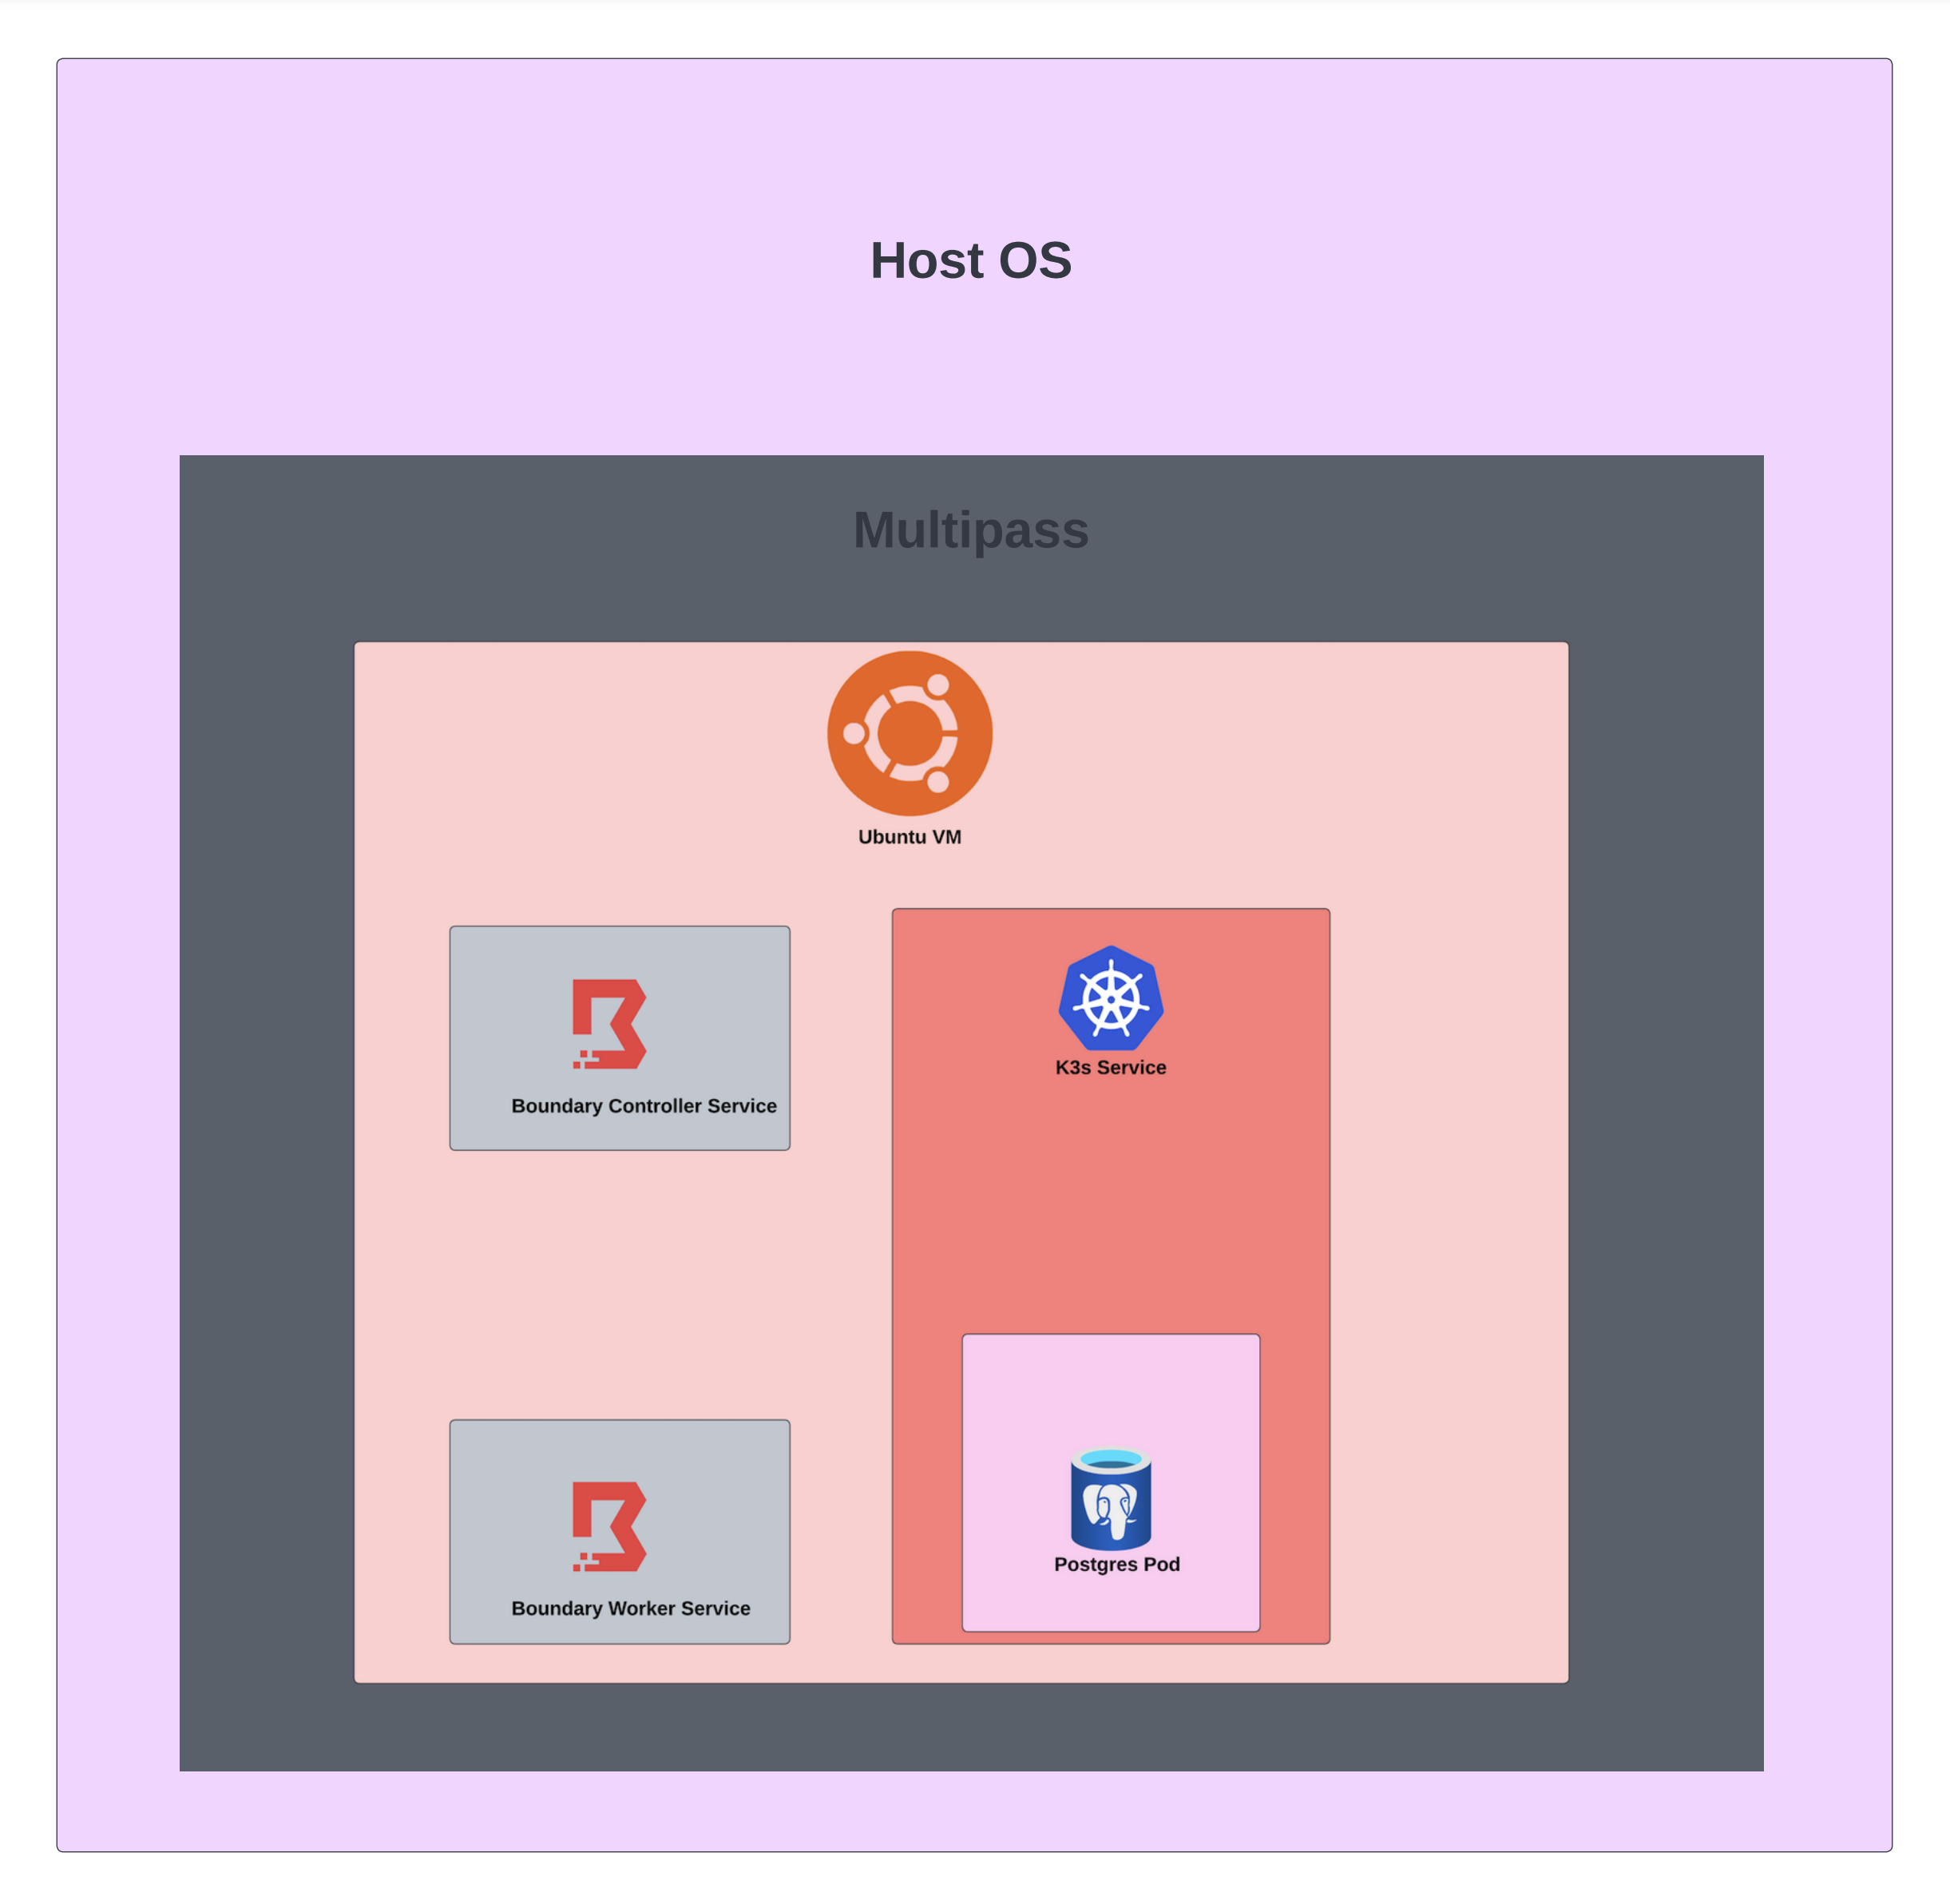 Host OS
Multipass
Ubuntu VM
Boundary Controller Service
K3s Service
Boundary Worker Service
Postgres Pod